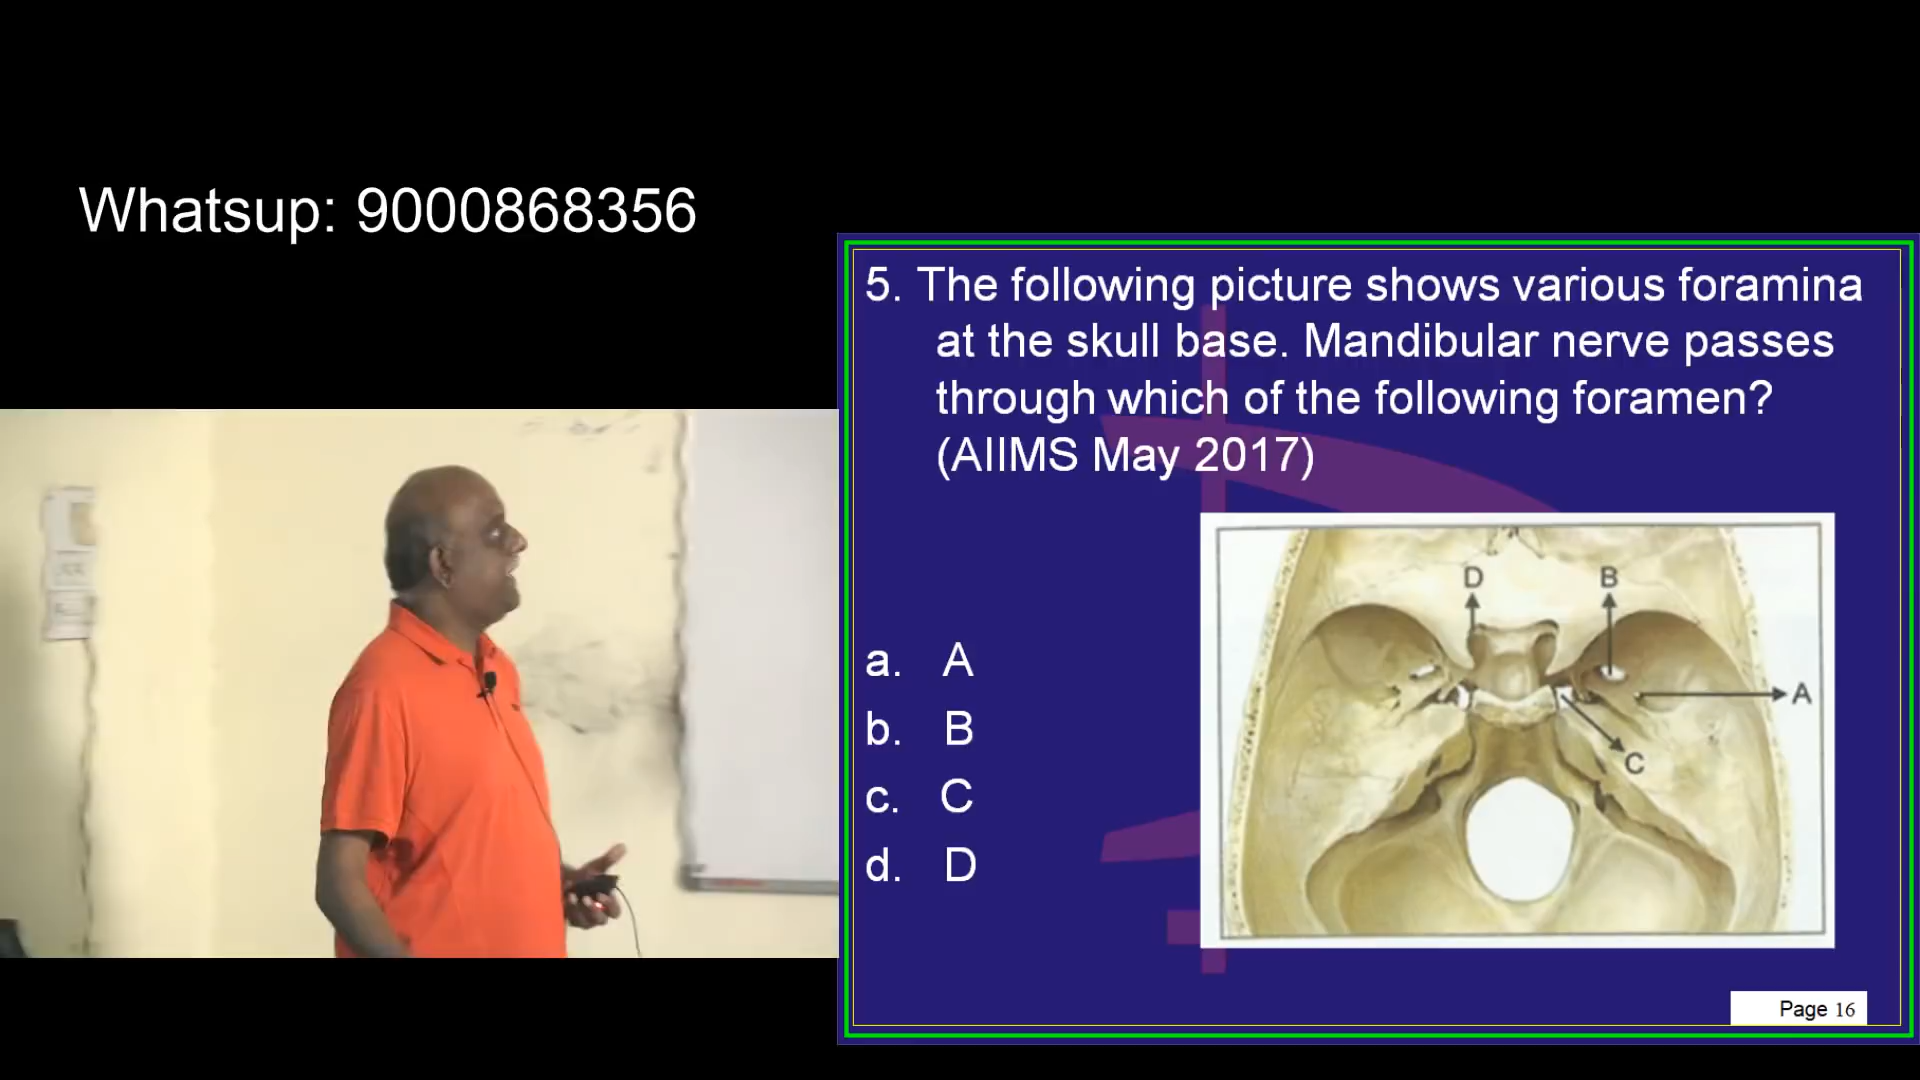 Whatsup: 9000868356
5. The following picture shows various foramina
at the skull base. Mandibular nerve passes
through which of the following foramen?
(AIIMS May 2017)
D
B
A
C
a. A
b. B
c. C
d. D
Page 16